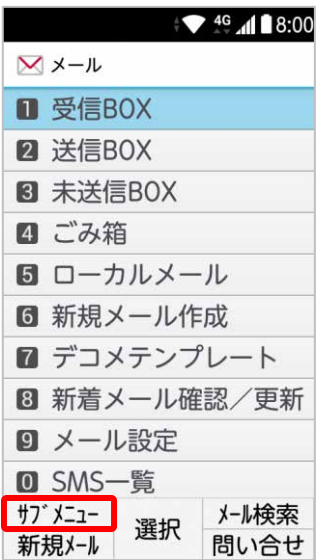 4G 8:00
メール
1 受信BOX
2 送信BOX
3 未送信BOX
4 ごみ箱
5 ローカルメール
6 新規メール作成
7 デコメテンプレート
8 新着メール確認／更新
9 メール設定
0 SMS一覧
ｻﾌﾞﾒﾆｭｰ 選択 ﾒｰﾙ検索
新規ﾒｰﾙ 問い合せ